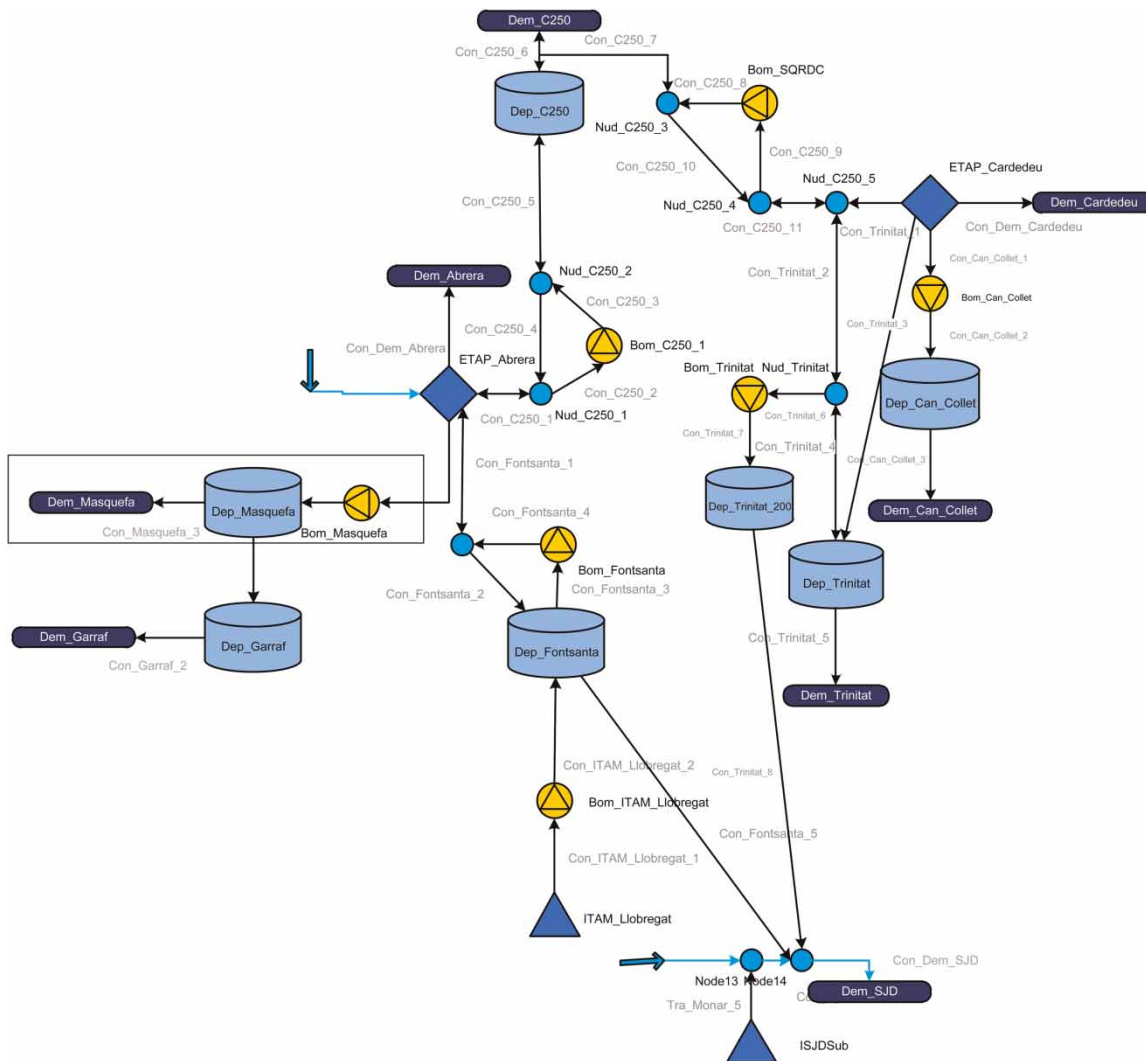 Dem_C250
Con_C250_7
Con_C250_6
Bom_SQRDC
Con_C250_8
Dep_C250
Nud_C250_3
Con_C250_9
Con_C250_10
Nud_C250_5
ETAP_Cardedeu
Con_C250_5
Nud_C250_4
Dem_Cardedeu
Con_C250_11
Con_Trinitat_1
Con_Dem_Cardedeu
Dem_Abrera
Nud_C250_2
Con_Trinitat_2
Con_Can_Collet_1
Con_C250_3
Bom_Can_Collet
Con_C250_4
Con_Trinitat_3
Con_Can_Collet_2
Con_Dem_Abrera
ETAP_Abrera
Bom_C250_1
Bom_Trinitat
Nud_Trinitat
Con_C250_2
Con_C250_1
Nud_C250_1
Dep_Can_Collet
Con_Trinitat_6
Con_Trinitat_7
Con_Trinitat_4
Con_Fontsanta_1
Con_Can_Collet_3
Dem_Masquefa
Dep_Masquefa
Con_Masquefa_3
Bom_Masquefa
Con_Fontsanta_4
Dep_Trinitat_200
Dem_Can_Collet
Bom_Fontsanta
Con_Fontsanta_2
Con_Fontsanta_3
Dep_Trinitat
Dem_Garraf
Dep_Garraf
Con_Garraf_2
Dep_Fontsanta
Con_Trinitat_5
Dem_Trinitat
Con_ITAM_Llobregat_2
Con_Trinitat_8
Bom_ITAM_Llobregat
Con_Fontsanta_5
Con_ITAM_Llobregat_1
ITAM_Llobregat
Con_Dem_SJD
Node13
Node14
Tra_Monar_5
Dem_SJD
ISJDSub